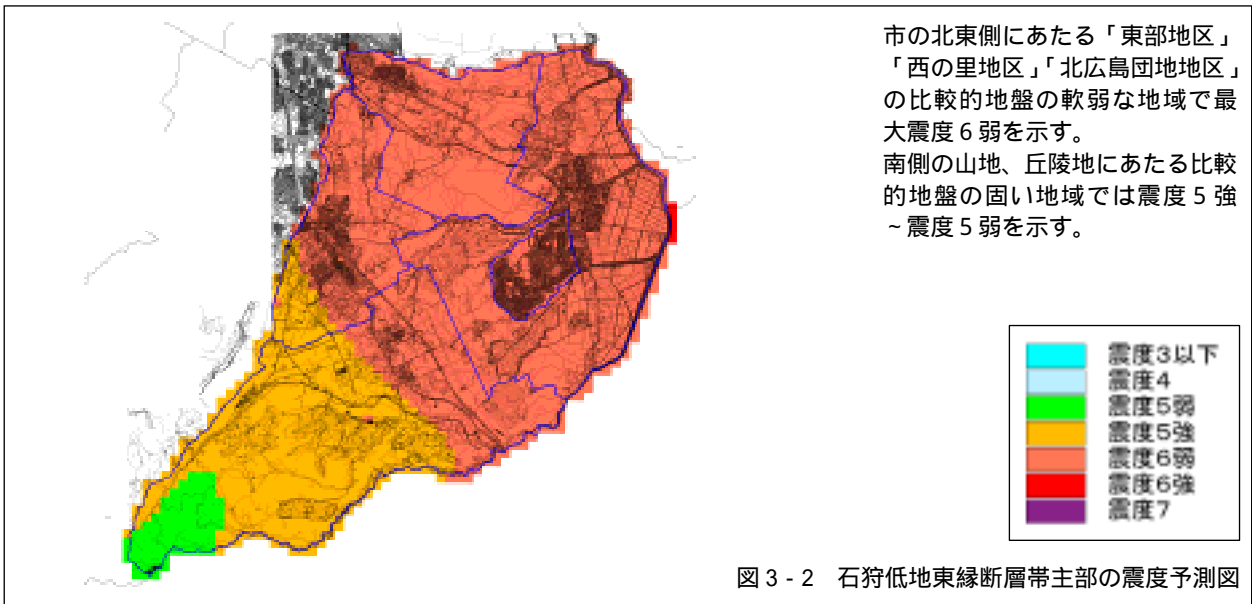 市の北東側にあたる「東部地区」
「西の里地区」「北広島団地地区」
の比較的地盤の軟弱な地域で最
大震度６弱を示す。
南側の山地、丘陵地にあたる比較
的地盤の固い地域では震度５強
～震度５弱を示す。
震度3以下
震度4
震度5弱
震度5強
震度6弱
震度6強
震度7
図３-２　石狩低地東縁断層帯主部の震度予測図